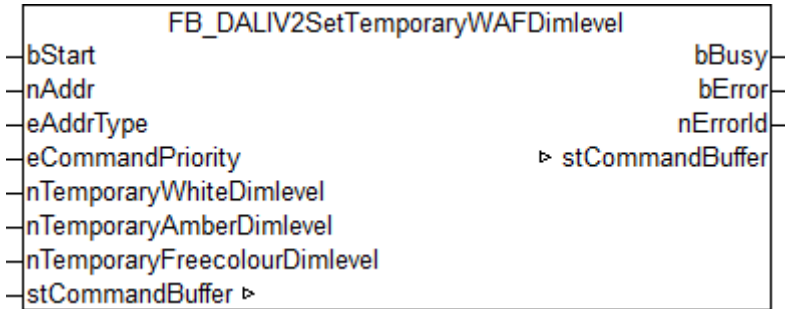 FB_DALIV2SetTemporaryWAFDimlevel
bStart bBusy
nAddr bError
eAddrType nErrorId
eCommandPriority ▹ stCommandBuffer
nTemporaryWhiteDimlevel
nTemporaryAmberDimlevel
nTemporaryFreecolourDimlevel
stCommandBuffer ▹